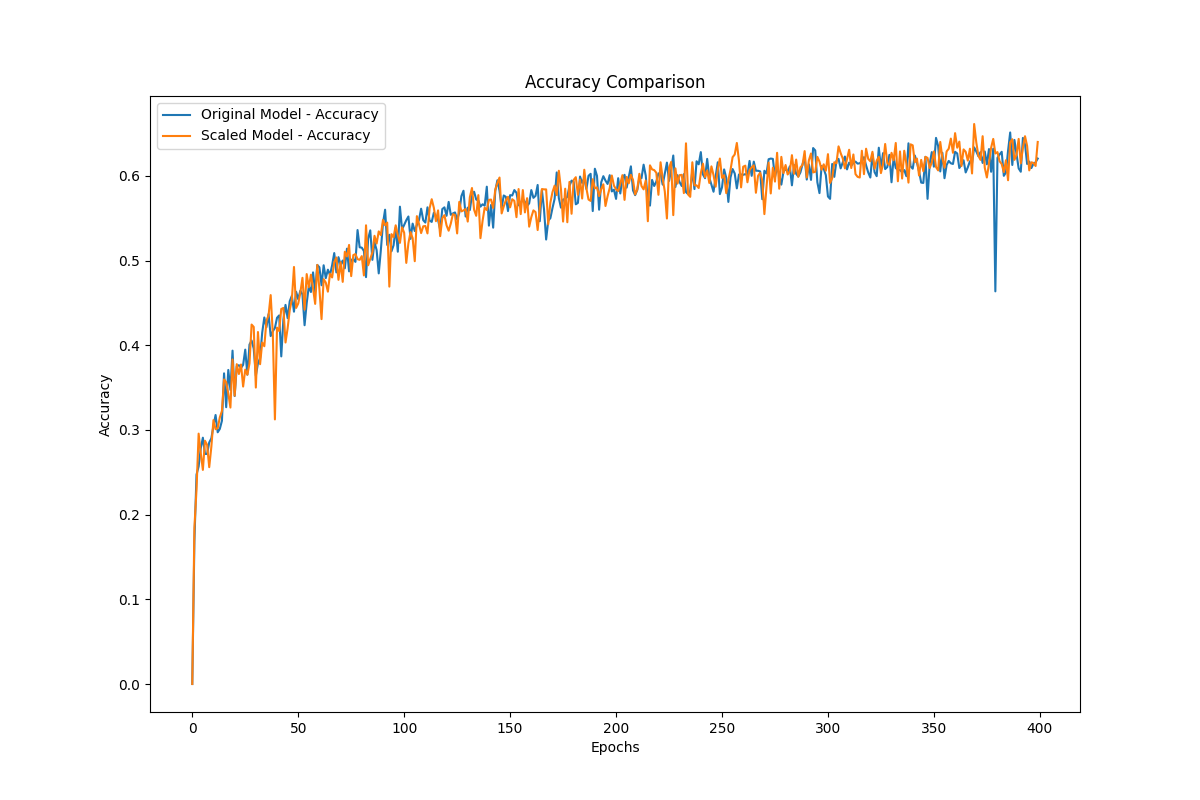 Accuracy Comparison
Original Model - Accuracy
Scaled Model - Accuracy
Accuracy
0.6
0.5
0.4
0.3
0.2
0.1
0.0
0 50 100 150 200 250 300 350 400
Epochs